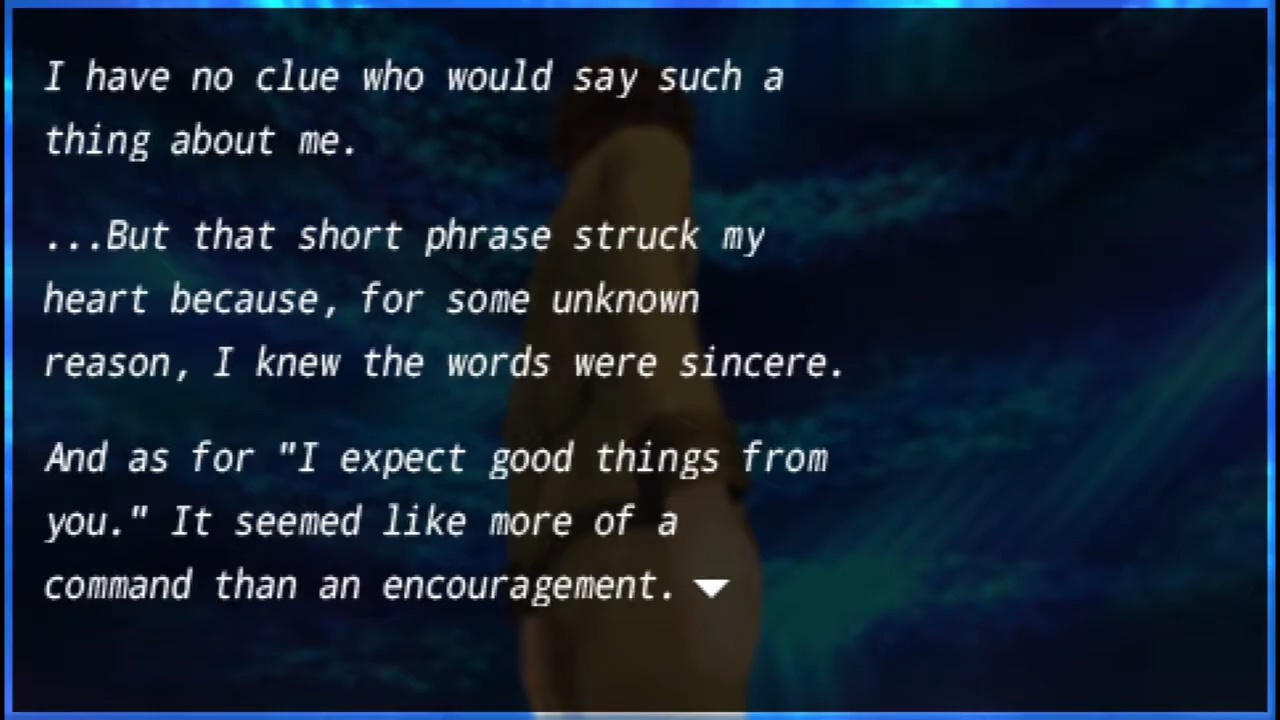 I have no clue who would say such a
thing about me.
...But that short phrase struck my
heart because, for some unknown
reason, I knew the words were sincere.
And as for "I expect good things from
you." It seemed like more of a
command than an encouragement.